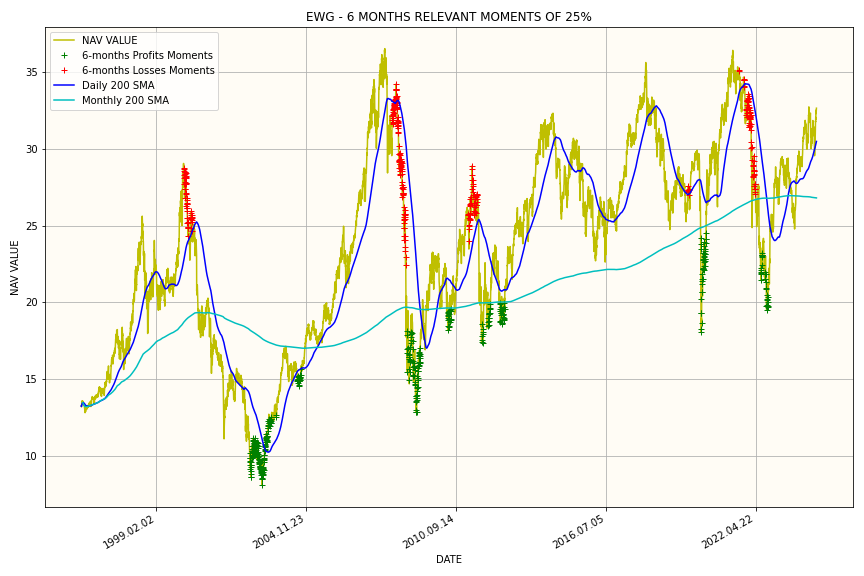 EWG - 6 MONTHS RELEVANT MOMENTS OF 25%
NAV VALUE
6-months Profits Moments
6-months Losses Moments
Daily 200 SMA
Monthly 200 SMA
35
30
25
20
15
10
NAV VALUE
1999.02.02
2004.11.23
2010.09.14
2016.07.05
2022.04.22
DATE